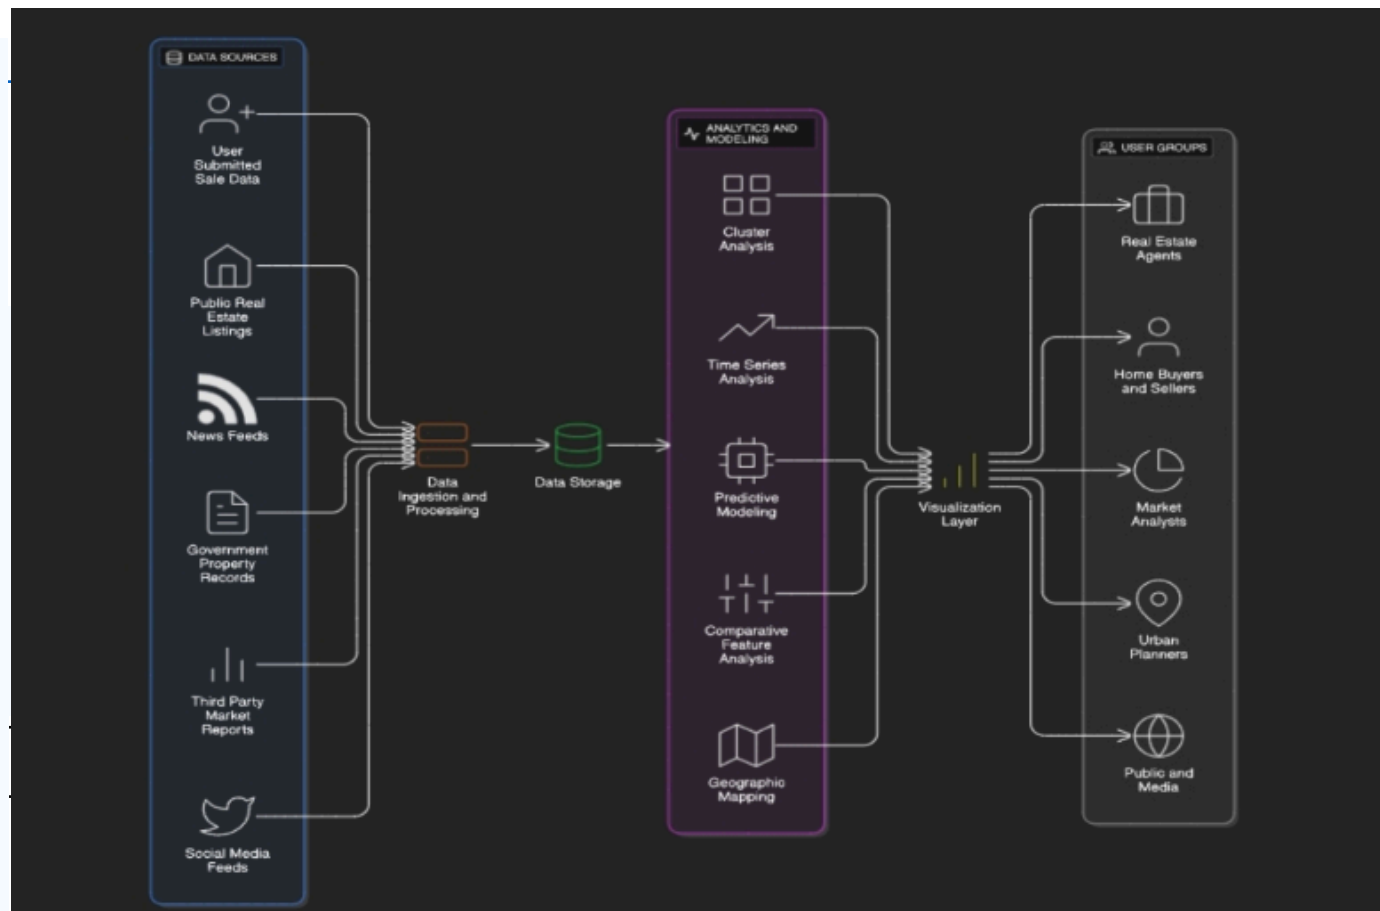 DATA SOURCES
User
Submitted
Sale Data
Public Real
Estate
Listings
News Feeds
Government
Property
Records
Third Party
Market
Reports
Social Media
Feeds
Data
Ingestion and
Processing
Data Storage
ANALYTICS AND
MODELING
Cluster
Analysis
Time Series
Analysis
Predictive
Modeling
Comparative
Feature
Analysis
Geographic
Mapping
Visualization
Layer
USER GROUPS
Real Estate
Agents
Home Buyers
and Sellers
Market
Analysts
Urban
Planners
Public and
Media